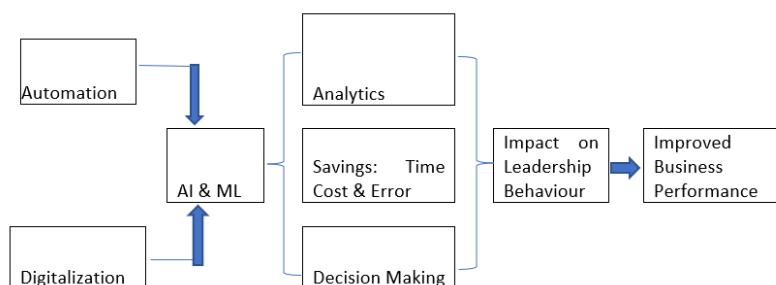 Automation
Digitalization
AI & ML
Analytics
Savings: Time
Cost & Error
Decision Making
Impact on
Leadership
Behaviour
Improved
Business
Performance